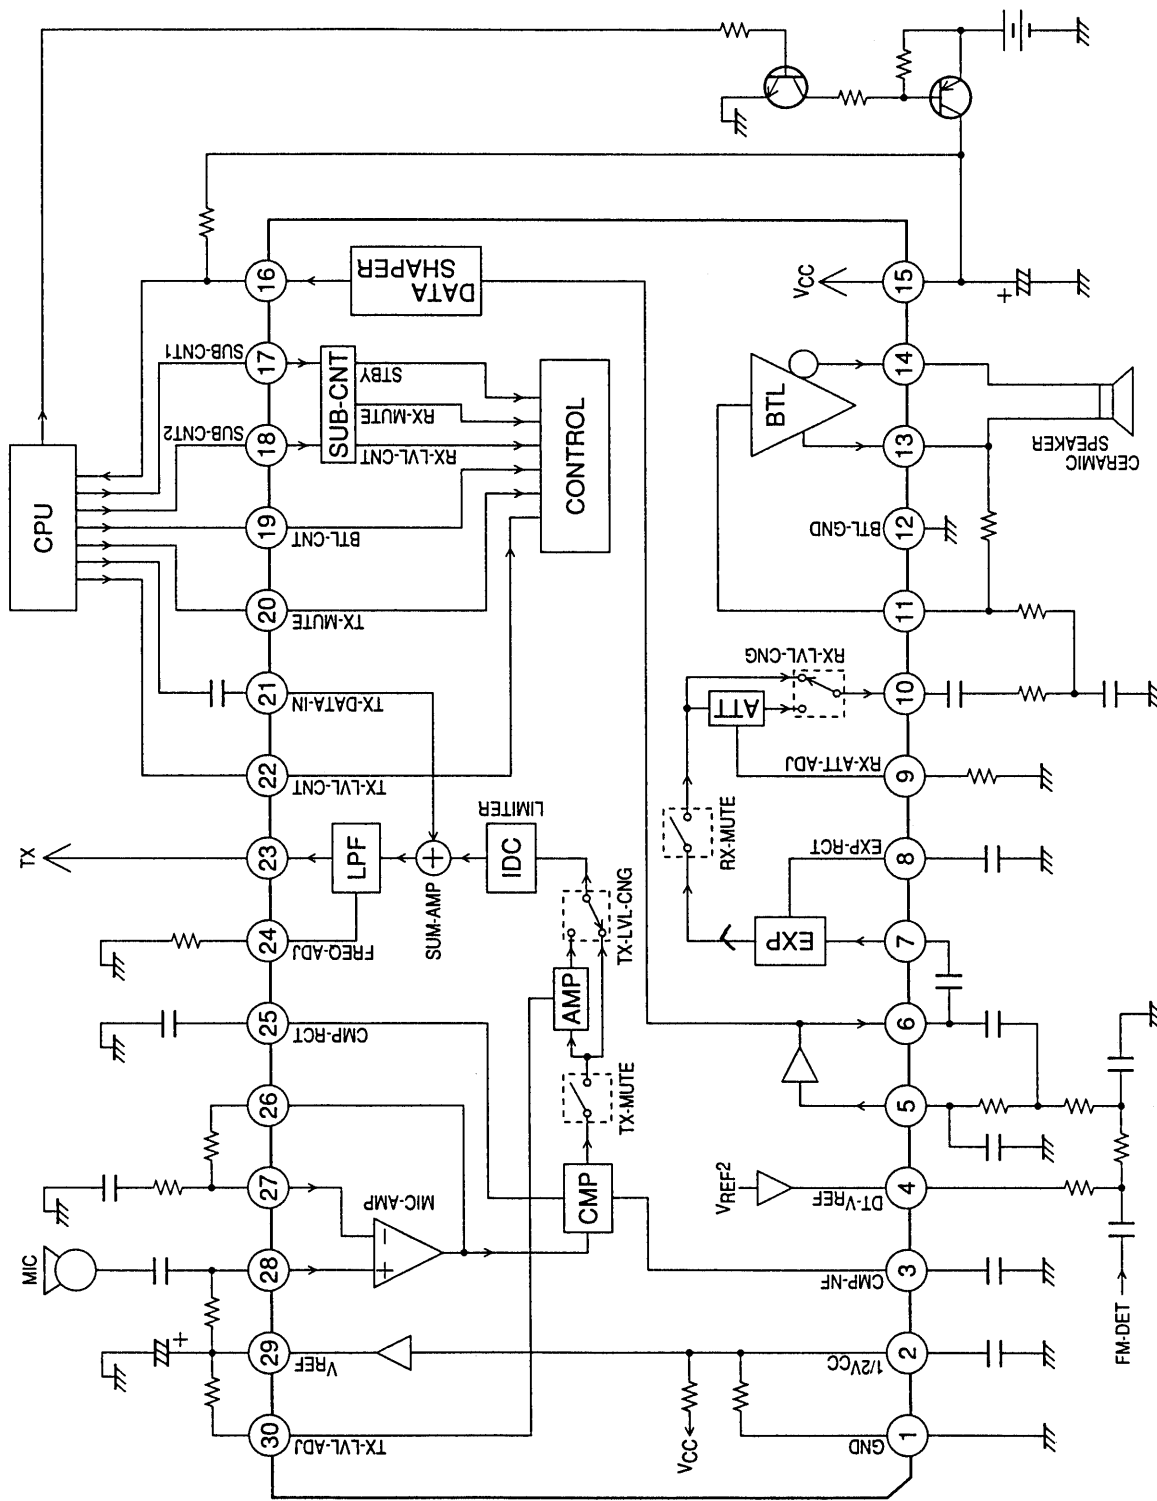 CPU
TX
MIC
16
17
18
19
20
21
22
23
24
25
26
27
28
29
30
SUB-CNT1
SUB-CNT2
BTL-CNT
TX-MUTE
TX-DATA-IN
TX-LVL-CNT
FREQ-ADJ
CMP-RCT
VREF
TX-LVL-ADJ
DATA
SHAPER
SUB-CNT
STBY
RX-MUTE
RX-LVL-CNT
CONTROL
LPF
+
SUM-AMP
IDC
LIMITER
TX-LVL-CNG
AMP
TX-MUTE
CMP
MIC-AMP
−
+
+
VCC
VCC
+
BTL
RX-LVL-CNG
ATT
RX-MUTE
EXP
VREF2
15
14
13
12
11
10
9
8
7
6
5
4
3
2
1
BTL-GND
RX-ATT-ADJ
EXP-RCT
DT-VREF
CMP-NF
1/2VCC
GND
CERAMIC
SPEAKER
FM-DET